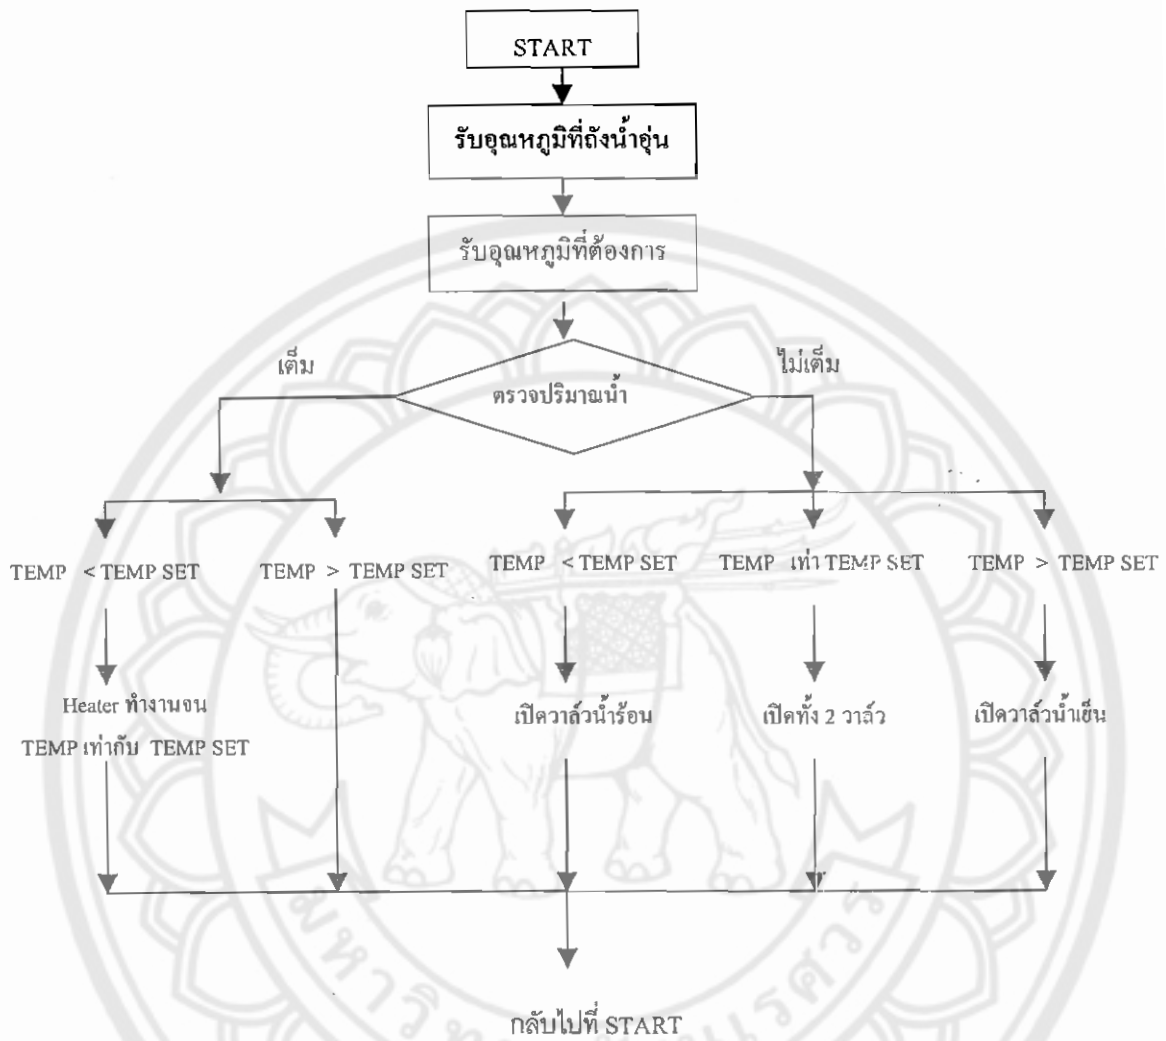 START
รับอุณหภูมิที่ถังน้ำอุ่น
รับอุณหภูมิที่ต้องการ
เต็ม
ไม่เต็ม
ตรวจปริมาณน้ำ
TEMP < TEMP SET
TEMP > TEMP SET
TEMP < TEMP SET
TEMP เท่า TEMP SET
TEMP > TEMP SET
Heater ทำงานจน
TEMP เท่ากับ TEMP SET
เปิดวาล์วน้ำร้อน
เปิดทั้ง 2 วาล์ว
เปิดวาล์วน้ำเย็น
กลับไปที่ START